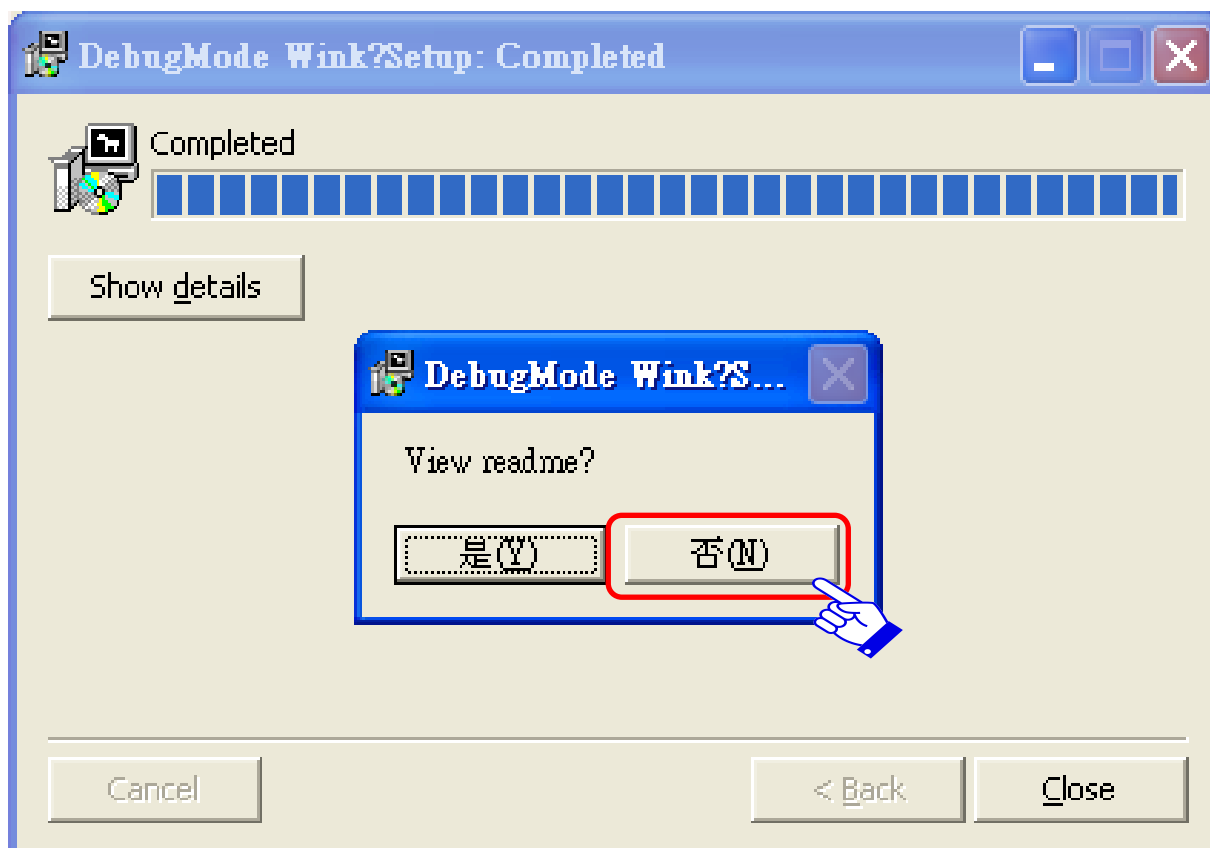 DebugMode Wink?Setup: Completed
Completed
Show details
DebugMode Wink?S...
View readme?
是(Y) 否(N)
Cancel < Back Close